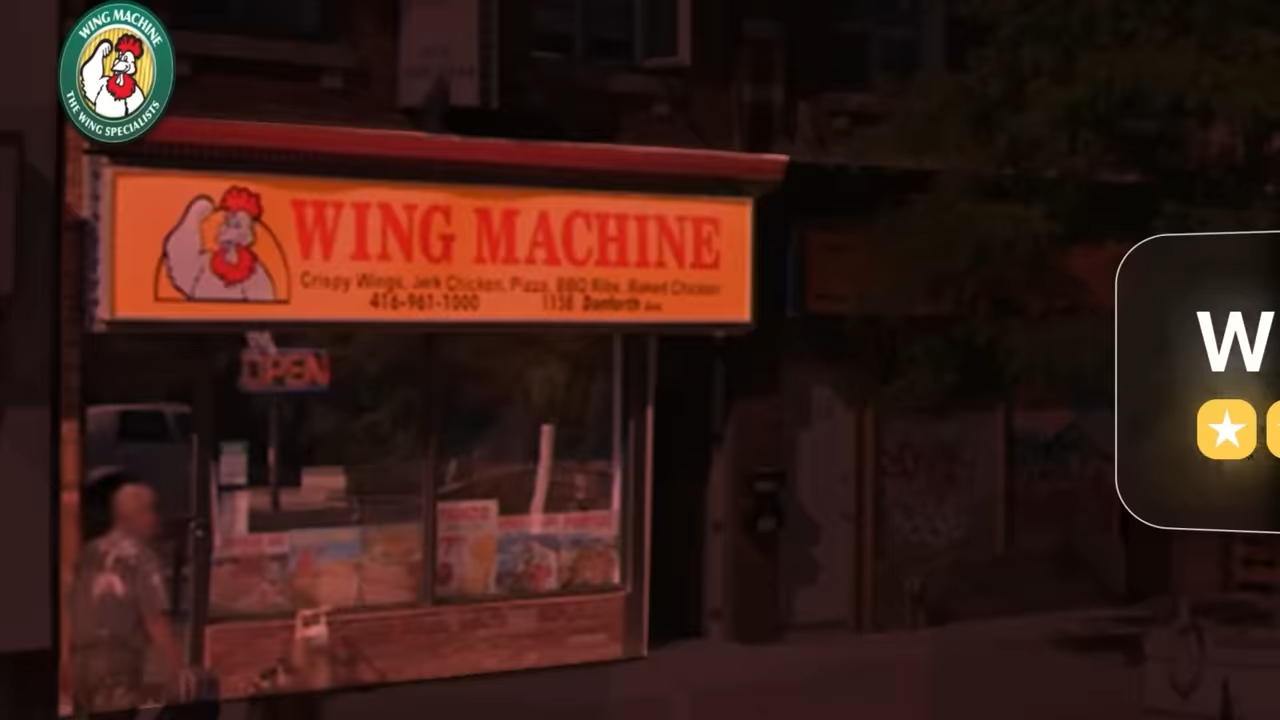 WING MACHINE
THE WING SPECIALISTS
WING MACHINE
Crispy Wings, Jerk Chicken, Pizza, BBQ Ribs, Baked Chicken
416-961-1000 1138 Danforth Ave
OPEN
W